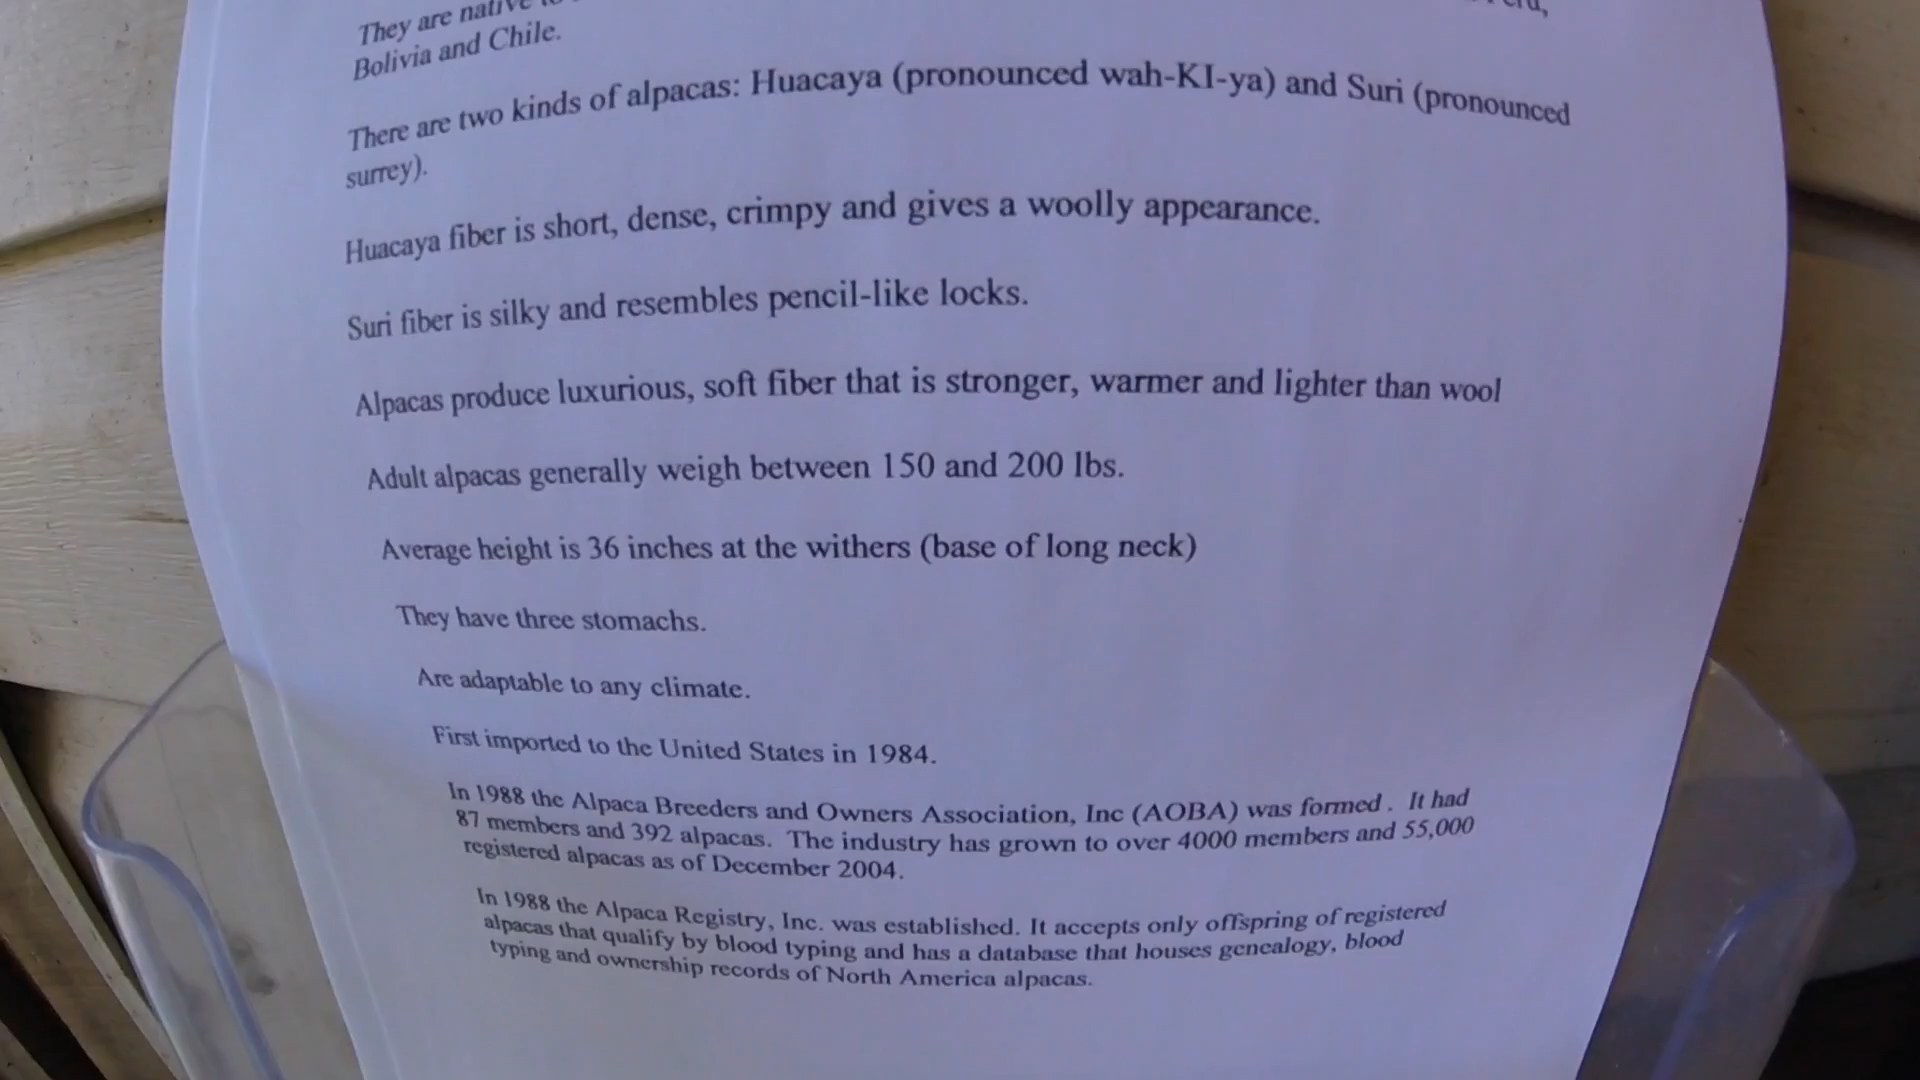 They are native
Bolivia and Chile.
There are two kinds of alpacas: Huacaya (pronounced wah-KI-ya) and Suri (pronounced
surrey).
Huacaya fiber is short, dense, crimpy and gives a woolly appearance.
Suri fiber is silky and resembles pencil-like locks.
Alpacas produce luxurious, soft fiber that is stronger, warmer and lighter than wool
Adult alpacas generally weigh between 150 and 200 lbs.
Average height is 36 inches at the withers (base of long neck)
They have three stomachs.
Are adaptable to any climate.
First imported to the United States in 1984.
In 1988 the Alpaca Breeders and Owners Association, Inc (AOBA) was formed. It had
87 members and 392 alpacas. The industry has grown to over 4000 members and 55,000
registered alpacas as of December 2004.
In 1988 the Alpaca Registry, Inc. was established. It accepts only offspring of registered
alpacas that qualify by blood typing and has a database that houses genealogy, blood
typing and ownership records of North America alpacas.